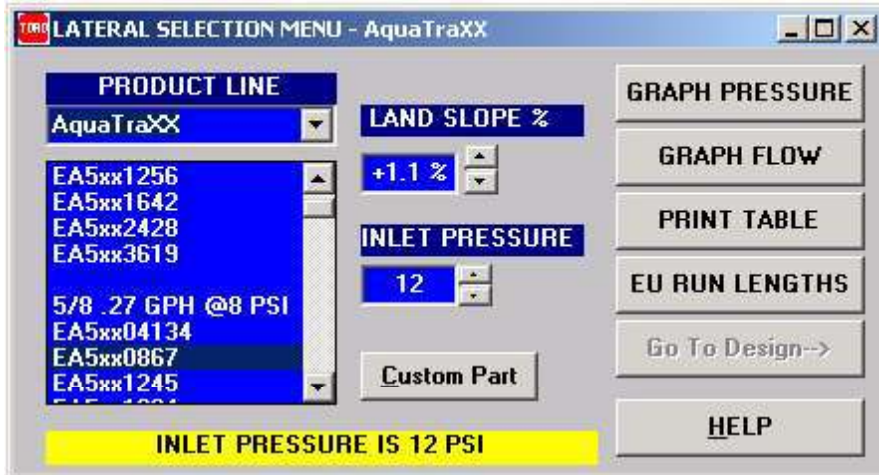 TORO LATERAL SELECTION MENU - AquaTraXX
PRODUCT LINE
AquaTraXX
EA5xx1256
EA5xx1642
EA5xx2428
EA5xx3619
5/8 .27 GPH @8 PSI
EA5xx04134
EA5xx0867
EA5xx1245
LAND SLOPE %
+1.1 %
INLET PRESSURE
12
Custom Part
INLET PRESSURE IS 12 PSI
GRAPH PRESSURE
GRAPH FLOW
PRINT TABLE
EU RUN LENGTHS
Go To Design-->
HELP